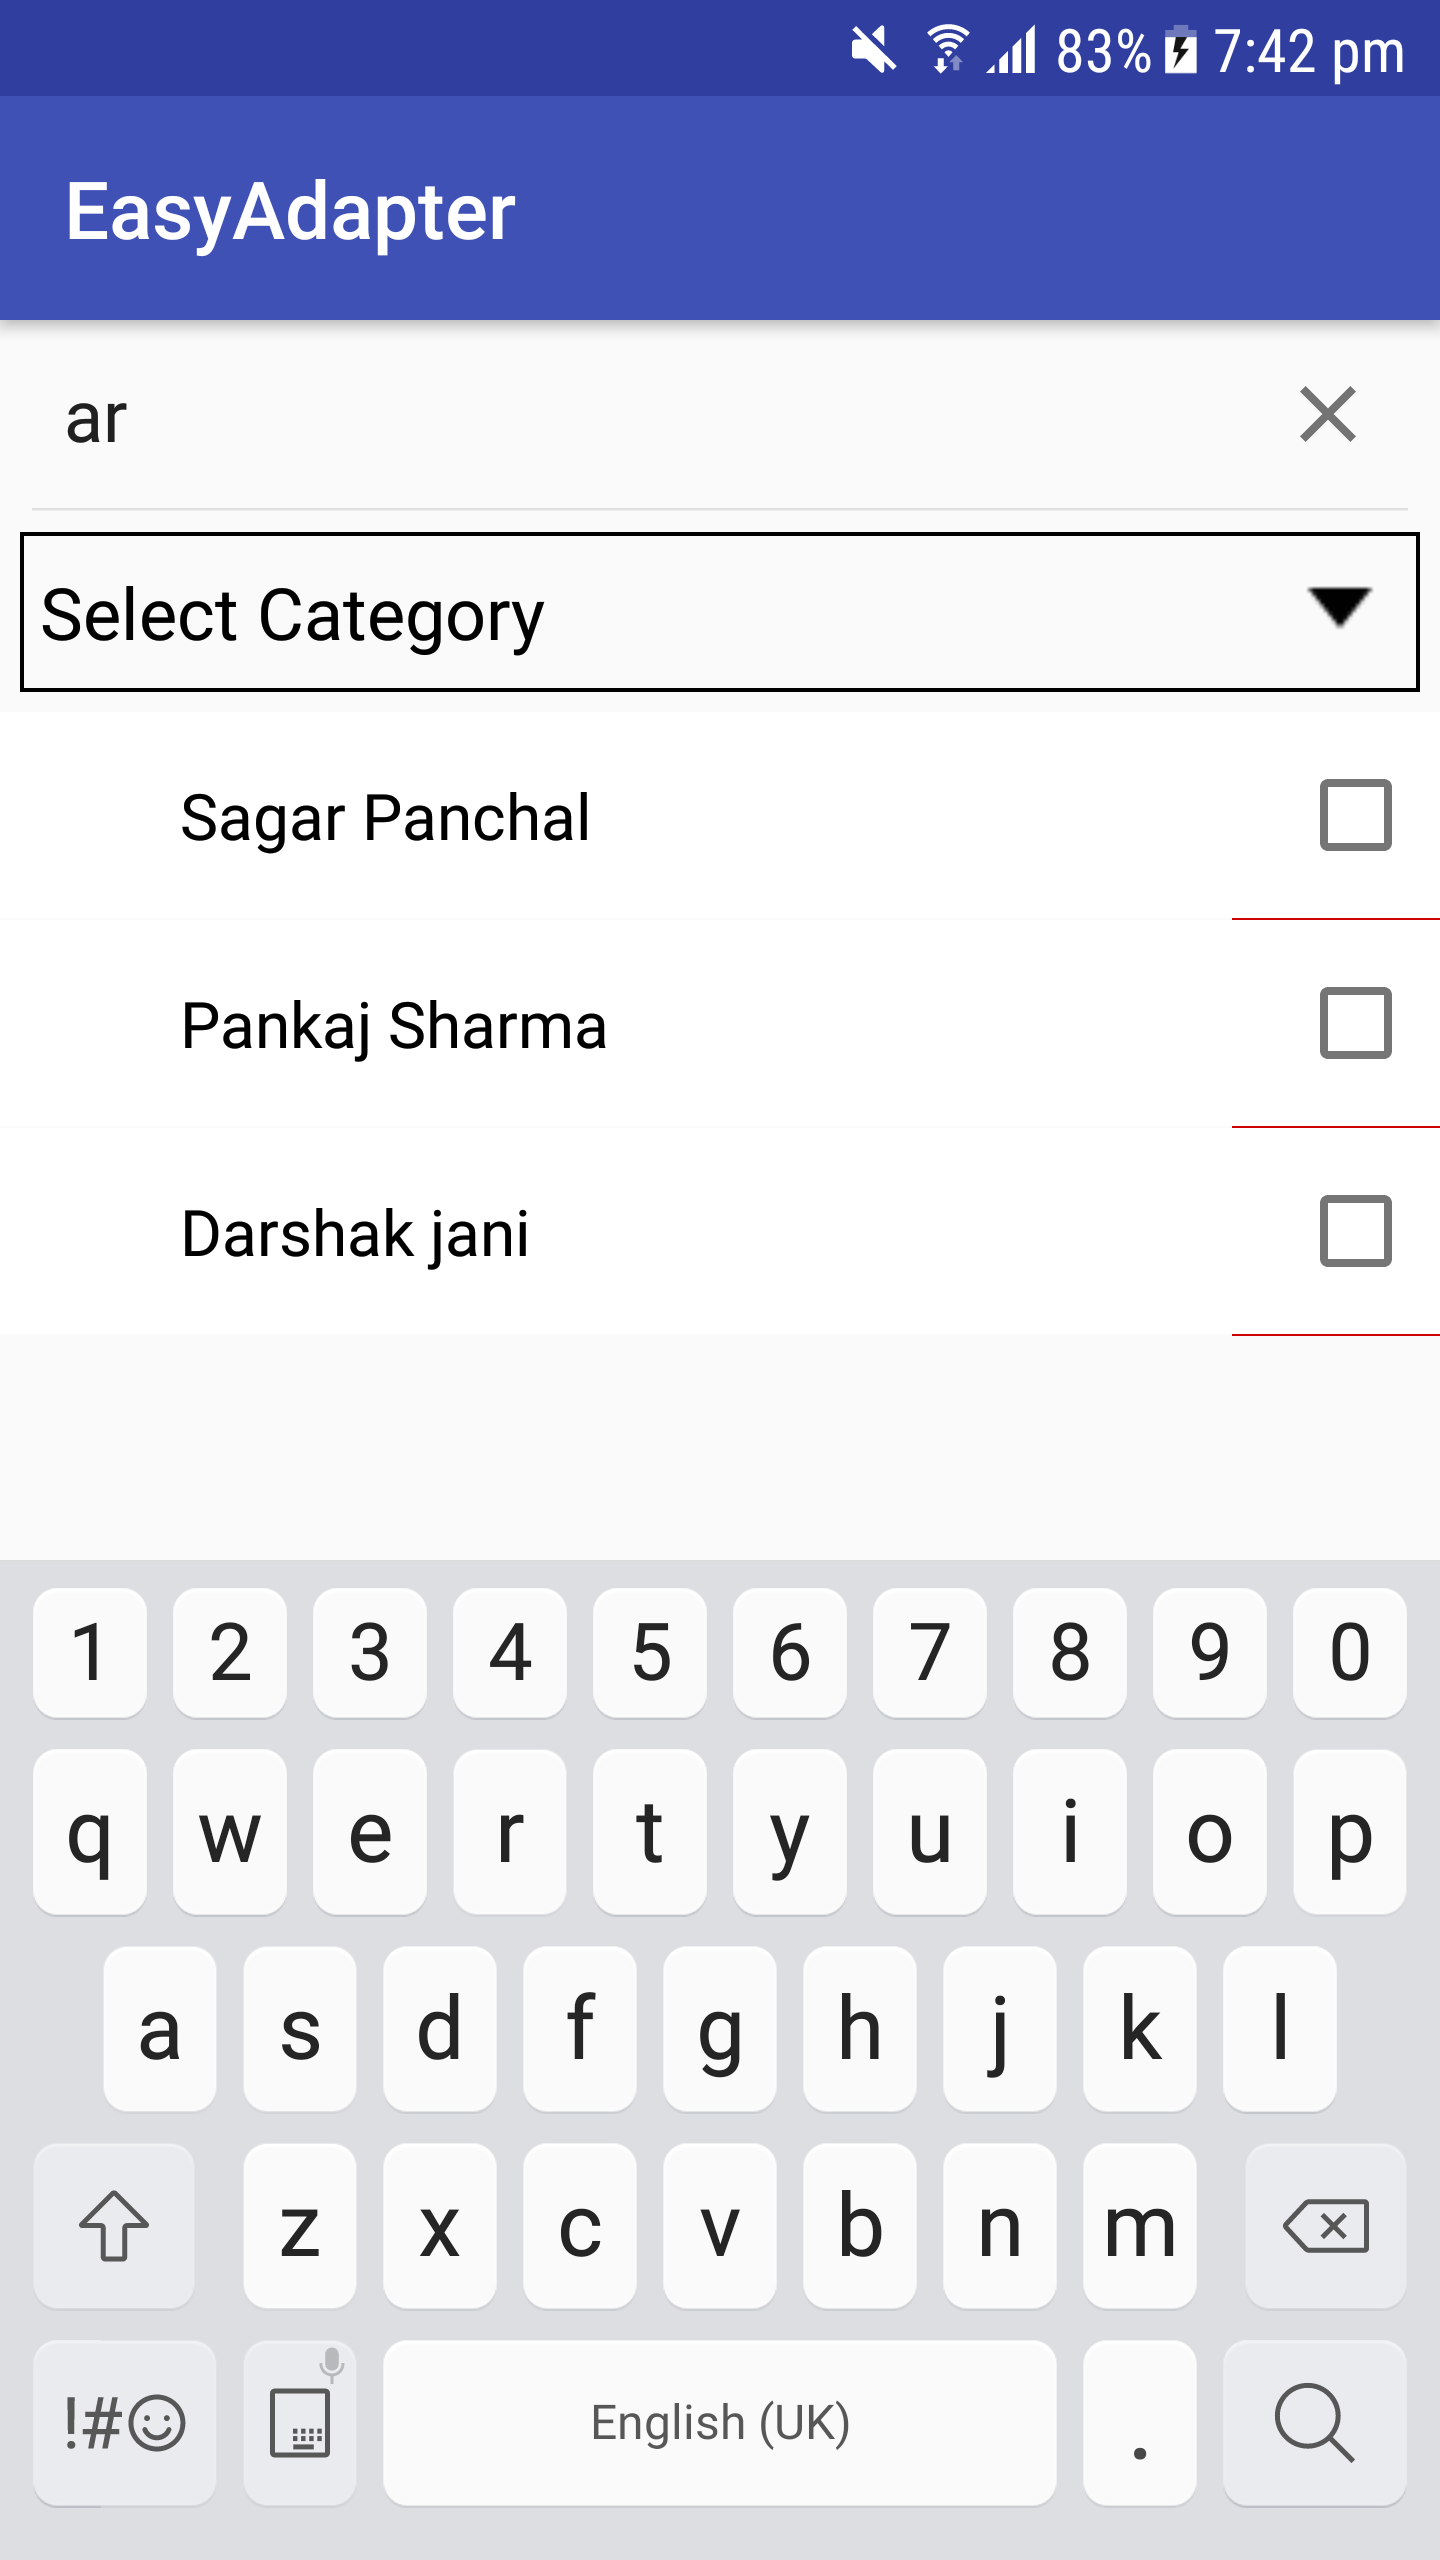 83% 7:42 pm
EasyAdapter
ar
Select Category
Sagar Panchal
Pankaj Sharma
Darshak jani
1 2 3 4 5 6 7 8 9 0
q w e r t y u i o p
a s d f g h j k l
z x c v b n m
!#☺ English (UK) .